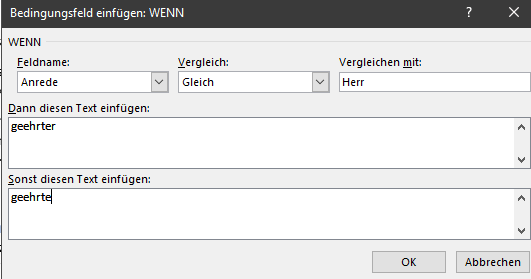 Bedingungsfeld einfügen: WENN
WENN
Feldname: Vergleich: Vergleichen mit:
Anrede Gleich Herr
Dann diesen Text einfügen:
geehrter
Sonst diesen Text einfügen:
geehrte
OK Abbrechen